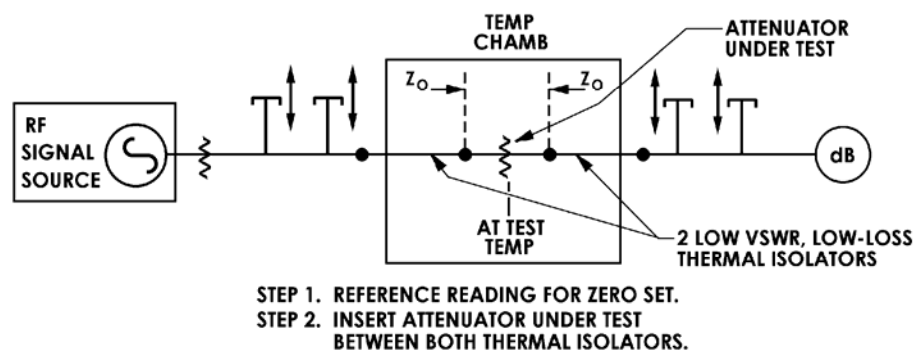 TEMP
CHAMB
ATTENUATOR
UNDER TEST
Z₀
Z₀
RF
SIGNAL
SOURCE
dB
AT TEST
TEMP
2 LOW VSWR, LOW-LOSS
THERMAL ISOLATORS
STEP 1. REFERENCE READING FOR ZERO SET.
STEP 2. INSERT ATTENUATOR UNDER TEST
BETWEEN BOTH THERMAL ISOLATORS.